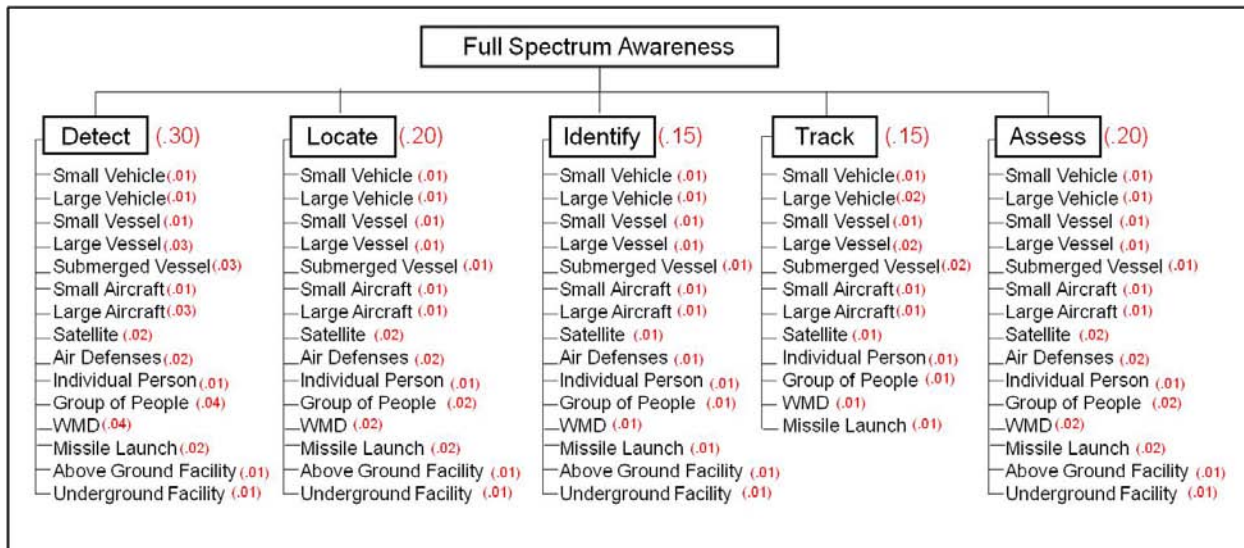 Full Spectrum Awareness
Detect (.30)
Small Vehicle (.01)
Large Vehicle (.01)
Small Vessel (.01)
Large Vessel (.03)
Submerged Vessel (.03)
Small Aircraft (.01)
Large Aircraft (.03)
Satellite (.02)
Air Defenses (.02)
Individual Person (.01)
Group of People (.04)
WMD (.04)
Missile Launch (.02)
Above Ground Facility (.01)
Underground Facility (.01)
Locate (.20)
Small Vehicle (.01)
Large Vehicle (.01)
Small Vessel (.01)
Large Vessel (.01)
Submerged Vessel (.01)
Small Aircraft (.01)
Large Aircraft (.01)
Satellite (.02)
Air Defenses (.02)
Individual Person (.01)
Group of People (.02)
WMD (.02)
Missile Launch (.02)
Above Ground Facility (.01)
Underground Facility (.01)
Identify (.15)
Small Vehicle (.01)
Large Vehicle (.01)
Small Vessel (.01)
Large Vessel (.01)
Submerged Vessel (.01)
Small Aircraft (.01)
Large Aircraft (.01)
Satellite (.01)
Air Defenses (.01)
Individual Person (.01)
Group of People (.01)
WMD (.01)
Missile Launch (.01)
Above Ground Facility (.01)
Underground Facility (.01)
Track (.15)
Small Vehicle (.01)
Large Vehicle (.02)
Small Vessel (.01)
Large Vessel (.02)
Submerged Vessel (.02)
Small Aircraft (.01)
Large Aircraft (.01)
Satellite (.01)
Individual Person (.01)
Group of People (.01)
WMD (.01)
Missile Launch (.01)
Assess (.20)
Small Vehicle (.01)
Large Vehicle (.01)
Small Vessel (.01)
Large Vessel (.01)
Submerged Vessel (.01)
Small Aircraft (.01)
Large Aircraft (.01)
Satellite (.02)
Air Defenses (.02)
Individual Person (.01)
Group of People (.02)
WMD (.02)
Missile Launch (.02)
Above Ground Facility (.01)
Underground Facility (.01)